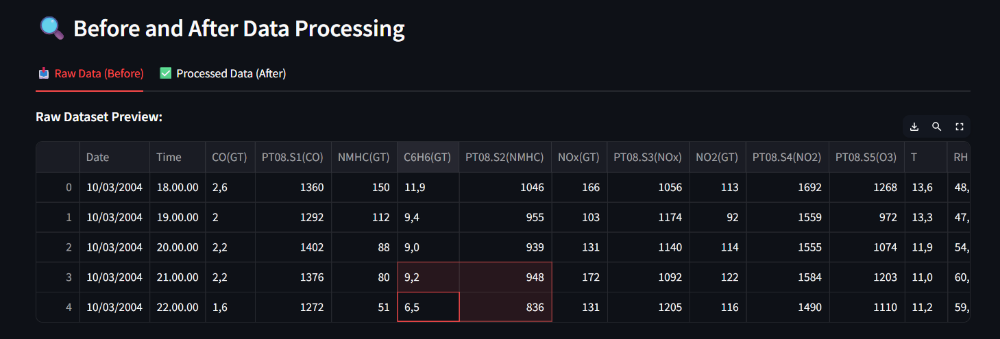 Before and After Data Processing
Raw Data (Before) Processed Data (After)
Raw Dataset Preview:
Date Time CO(GT) PT08.S1(CO) NMHC(GT) C6H6(GT) PT08.S2(NMHC) NOx(GT) PT08.S3(NOx) NO2(GT) PT08.S4(NO2) PT08.S5(O3) T RH
0 10/03/2004 18.00.00 2,6 1360 150 11,9 1046 166 1056 113 1692 1268 13,6 48,
1 10/03/2004 19.00.00 2 1292 112 9,4 955 103 1174 92 1559 972 13,3 47,
2 10/03/2004 20.00.00 2,2 1402 88 9,0 939 131 1140 114 1555 1074 11,9 54,
3 10/03/2004 21.00.00 2,2 1376 80 9,2 948 172 1092 122 1584 1203 11,0 60,
4 10/03/2004 22.00.00 1,6 1272 51 6,5 836 131 1205 116 1490 1110 11,2 59,